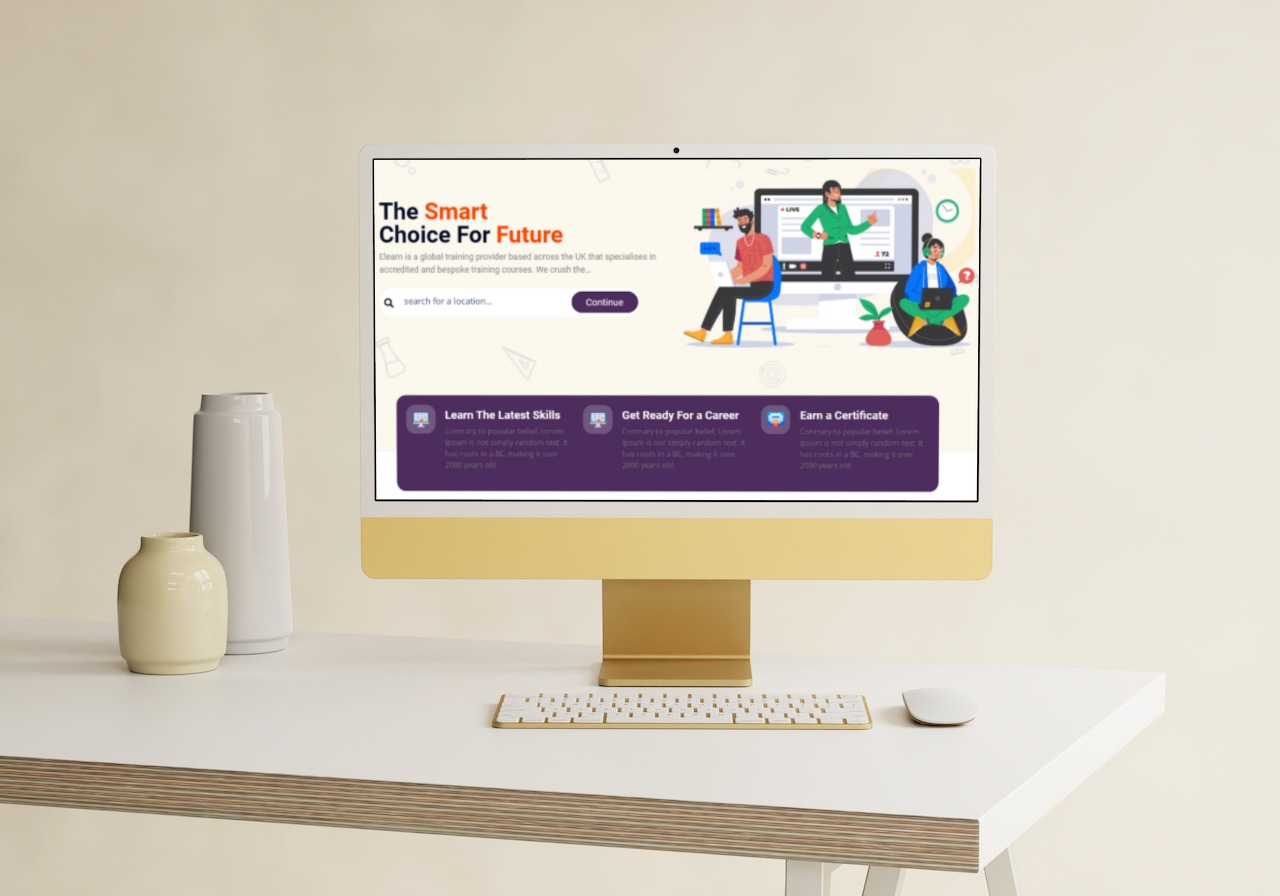 The Smart
Choice For Future
Elearn is a global training provider based across the UK that specialises in
accredited and bespoke training courses. We crush the...
search for a location...
Continue
LIVE
72
?
Learn The Latest Skills
Contrary to popular belief, Lorem
Ipsum is not simply random text. It
has roots in a BC, making it over
2000 years old
Get Ready For a Career
Contrary to popular belief, Lorem
Ipsum is not simply random text. It
has roots in a BC, making it over
2000 years old
Earn a Certificate
Contrary to popular belief, Lorem
Ipsum is not simply random text. It
has roots in a BC, making it over
2000 years old